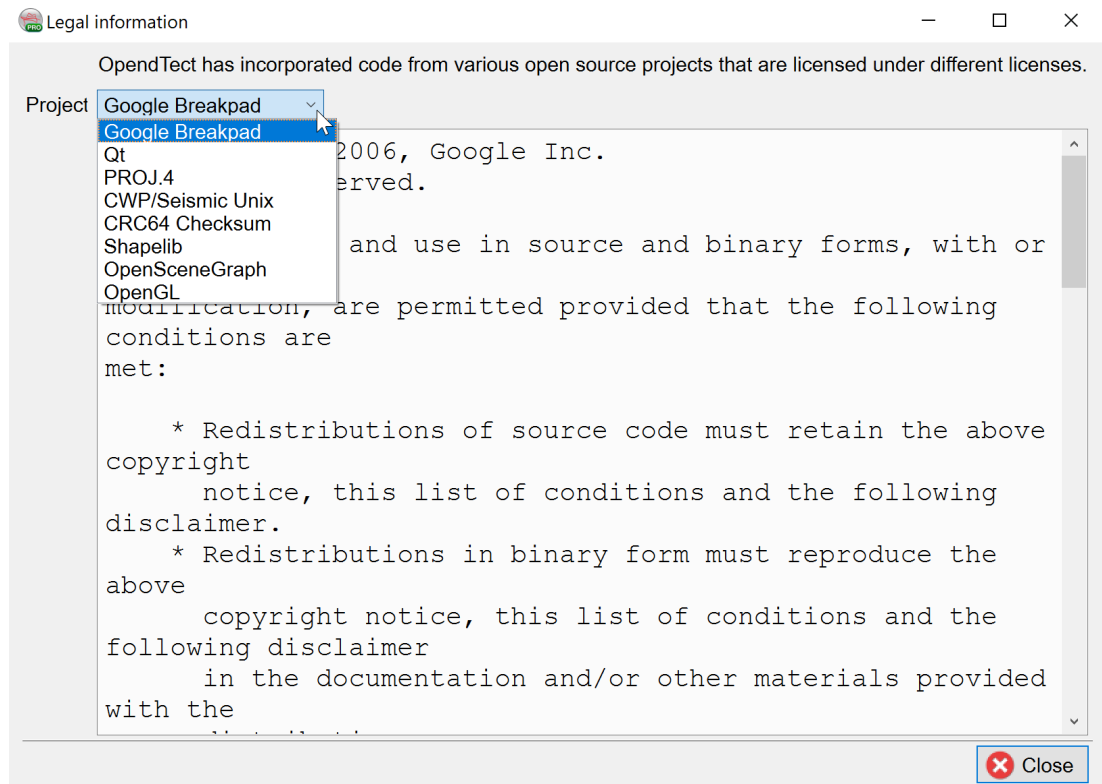 PRO Legal information
OpendTect has incorporated code from various open source projects that are licensed under different licenses.
Project Google Breakpad
Google Breakpad
Qt
PROJ.4
CWP/Seismic Unix
CRC64 Checksum
Shapelib
OpenSceneGraph
OpenGL
2006, Google Inc.
erved.
and use in source and binary forms, with or
modification, are permitted provided that the following
conditions are
met:
* Redistributions of source code must retain the above
copyright
notice, this list of conditions and the following
disclaimer.
* Redistributions in binary form must reproduce the
above
copyright notice, this list of conditions and the
following disclaimer
in the documentation and/or other materials provided
with the
Close